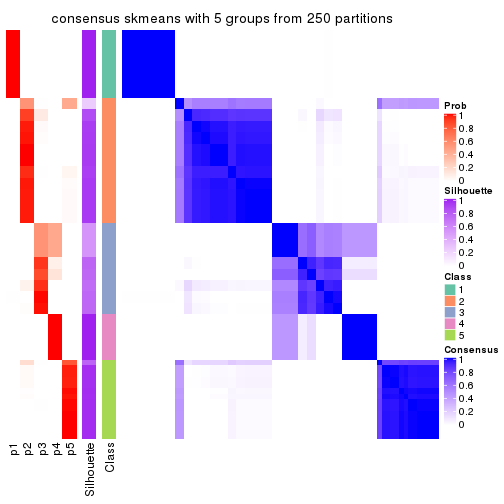 consensus skmeans with 5 groups from 250 partitions
Prob
1
0.8
0.6
0.4
0.2
0
Silhouette
1
0.8
0.6
0.4
0.2
0
Class
1
2
3
4
5
Consensus
1
0.8
0.6
0.4
0.2
0
p1
p2
p3
p4
p5
Silhouette
Class